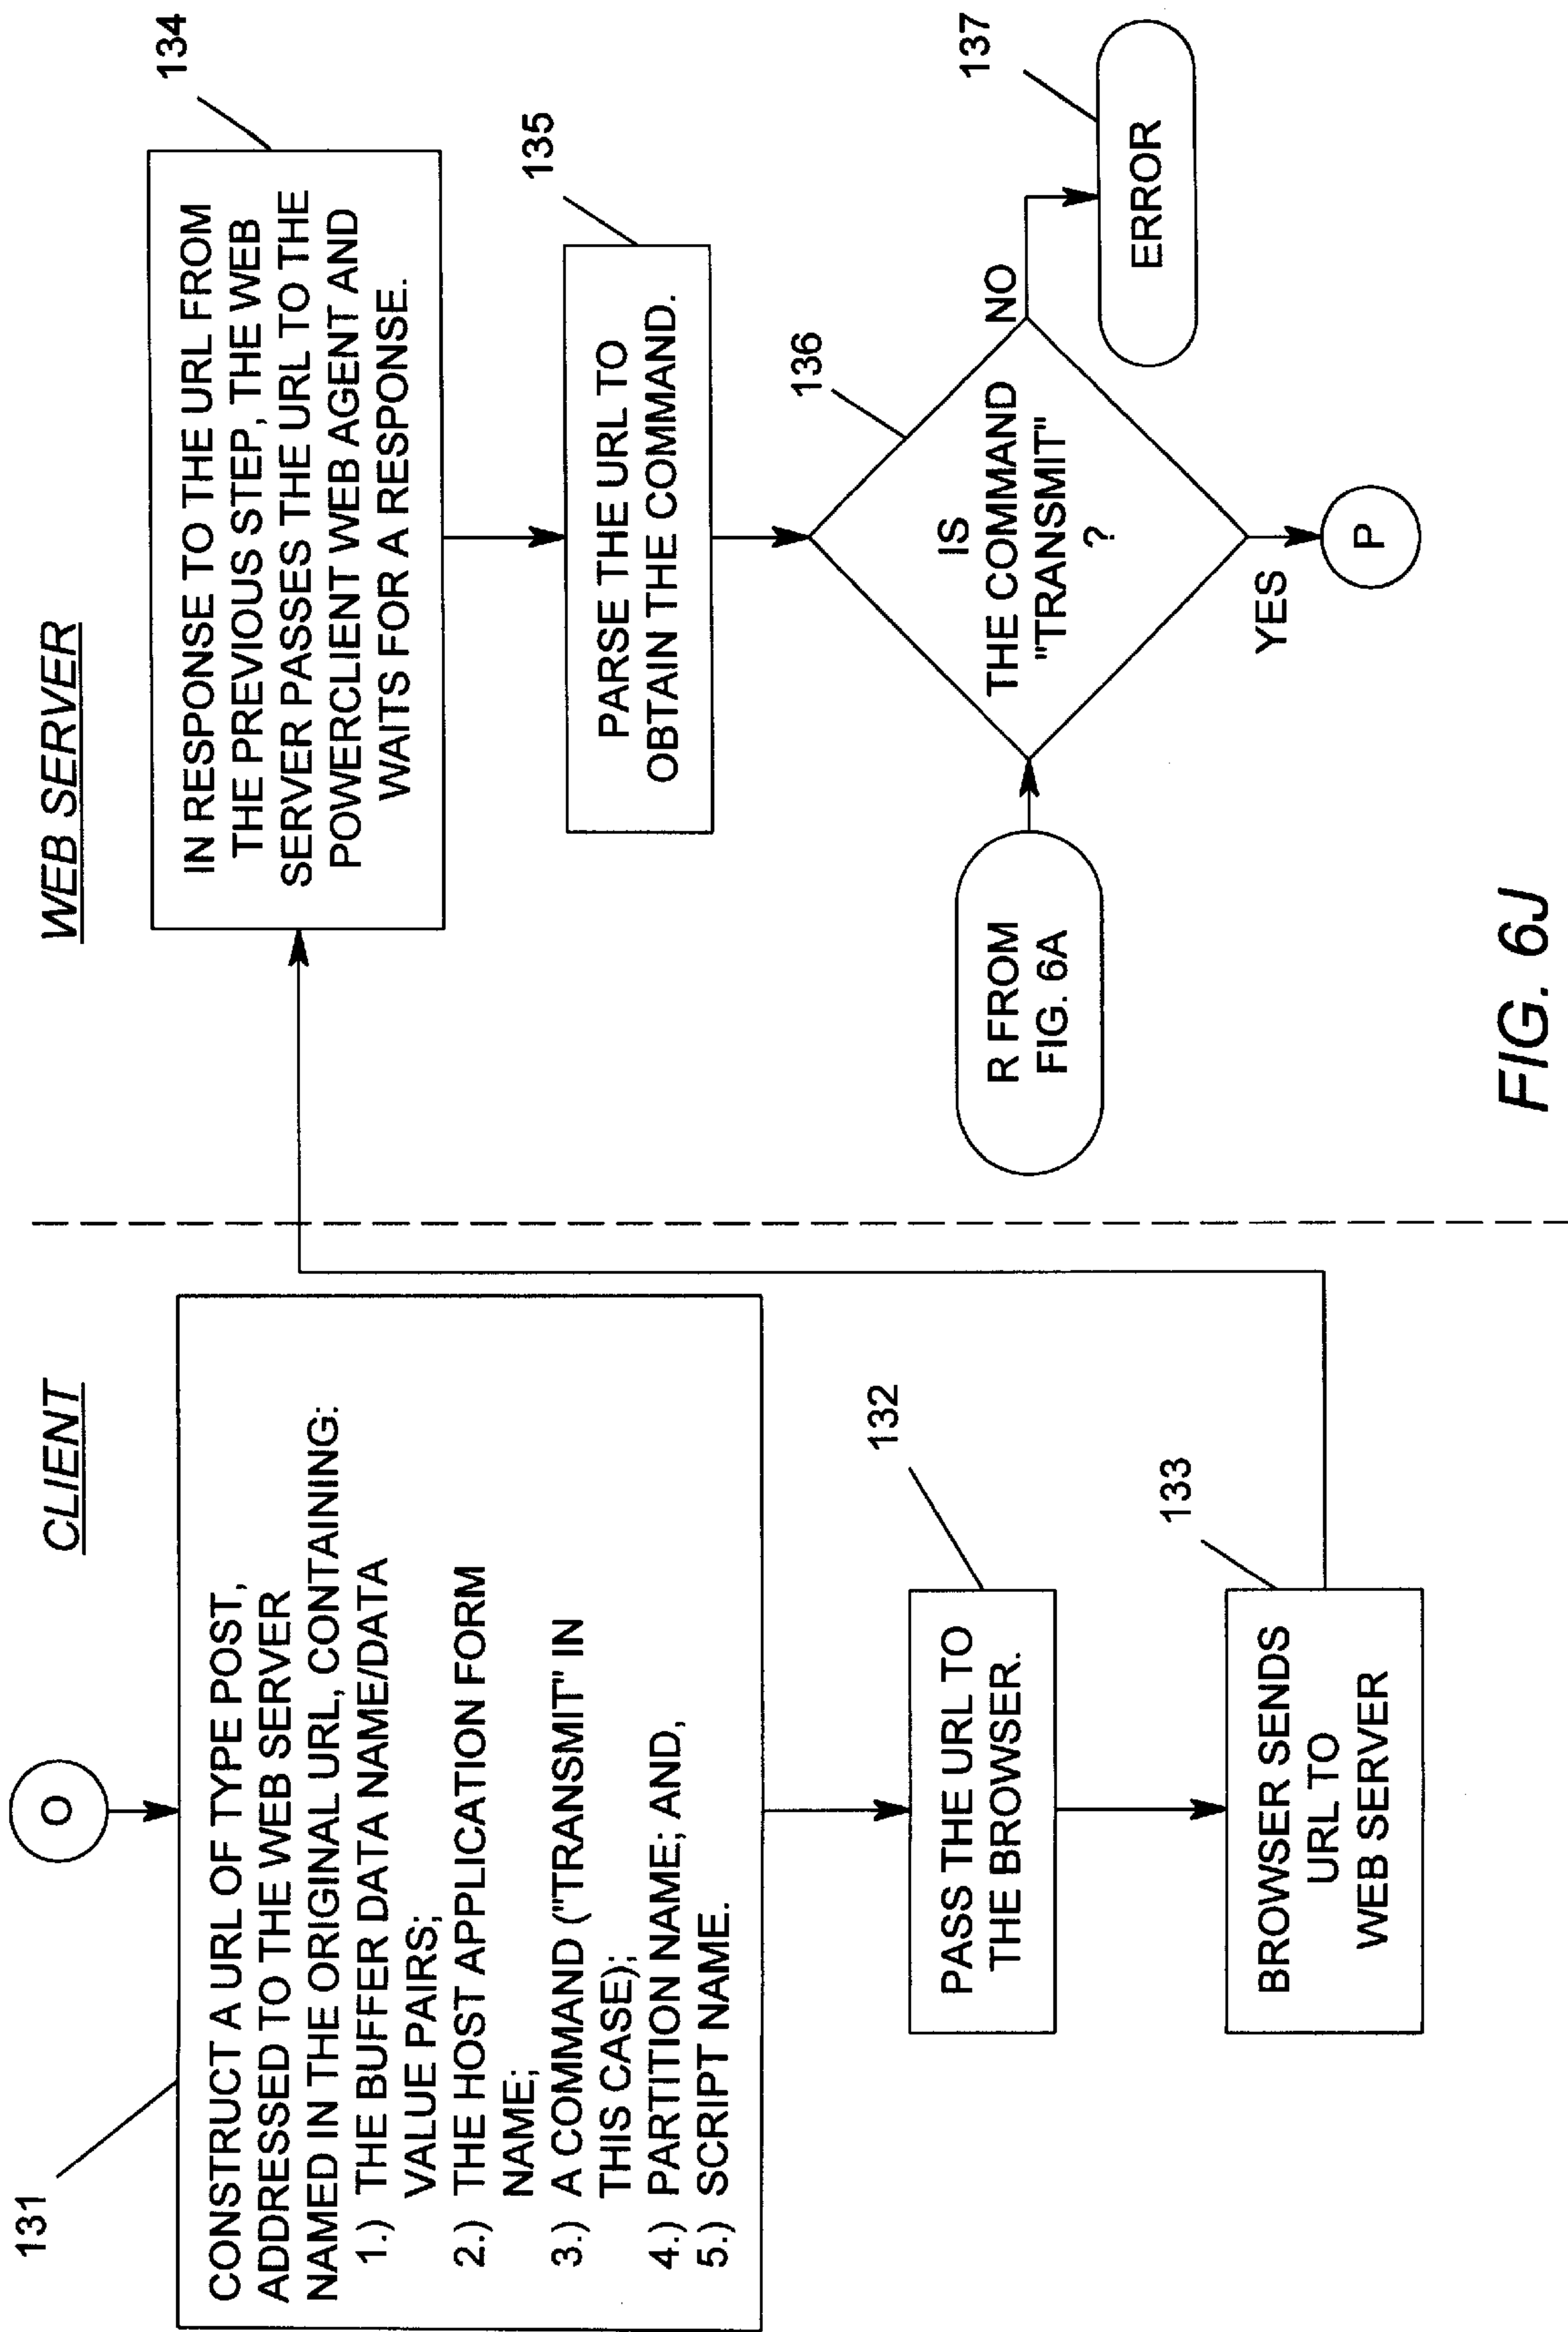 CLIENT
O
131
CONSTRUCT A URL OF TYPE POST,
ADDRESSED TO THE WEB SERVER
NAMED IN THE ORIGINAL URL, CONTAINING:
1.) THE BUFFER DATA NAME/DATA
VALUE PAIRS;
2.) THE HOST APPLICATION FORM
NAME;
3.) A COMMAND ("TRANSMIT" IN
THIS CASE);
4.) PARTITION NAME; AND,
5.) SCRIPT NAME.
132
PASS THE URL TO
THE BROWSER.
133
BROWSER SENDS
URL TO
WEB SERVER
WEB SERVER
134
IN RESPONSE TO THE URL FROM
THE PREVIOUS STEP, THE WEB
SERVER PASSES THE URL TO THE
POWERCLIENT WEB AGENT AND
WAITS FOR A RESPONSE.
135
PARSE THE URL TO
OBTAIN THE COMMAND.
136
R FROM
FIG. 6A
IS
THE COMMAND
"TRANSMIT"
?
NO
137
ERROR
YES
P
FIG. 6J